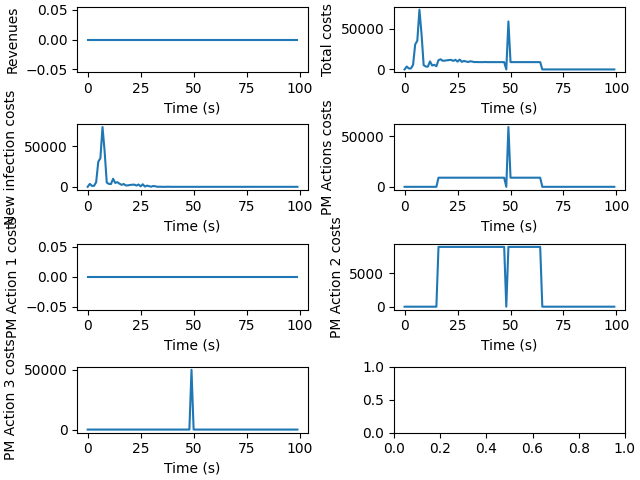 Revenues
0.05
0.00
−0.05
0 25 50 75 100
Time (s)
Total costs
50000
0
0 25 50 75 100
Time (s)
New infection costs
50000
0
0 25 50 75 100
Time (s)
PM Actions costs
50000
0
0 25 50 75 100
Time (s)
PM Action 1 costs
0.05
0.00
−0.05
0 25 50 75 100
Time (s)
PM Action 2 costs
5000
0
0 25 50 75 100
Time (s)
PM Action 3 costs
50000
0
0 25 50 75 100
Time (s)
1.0
0.5
0.0
0.0 0.2 0.4 0.6 0.8 1.0